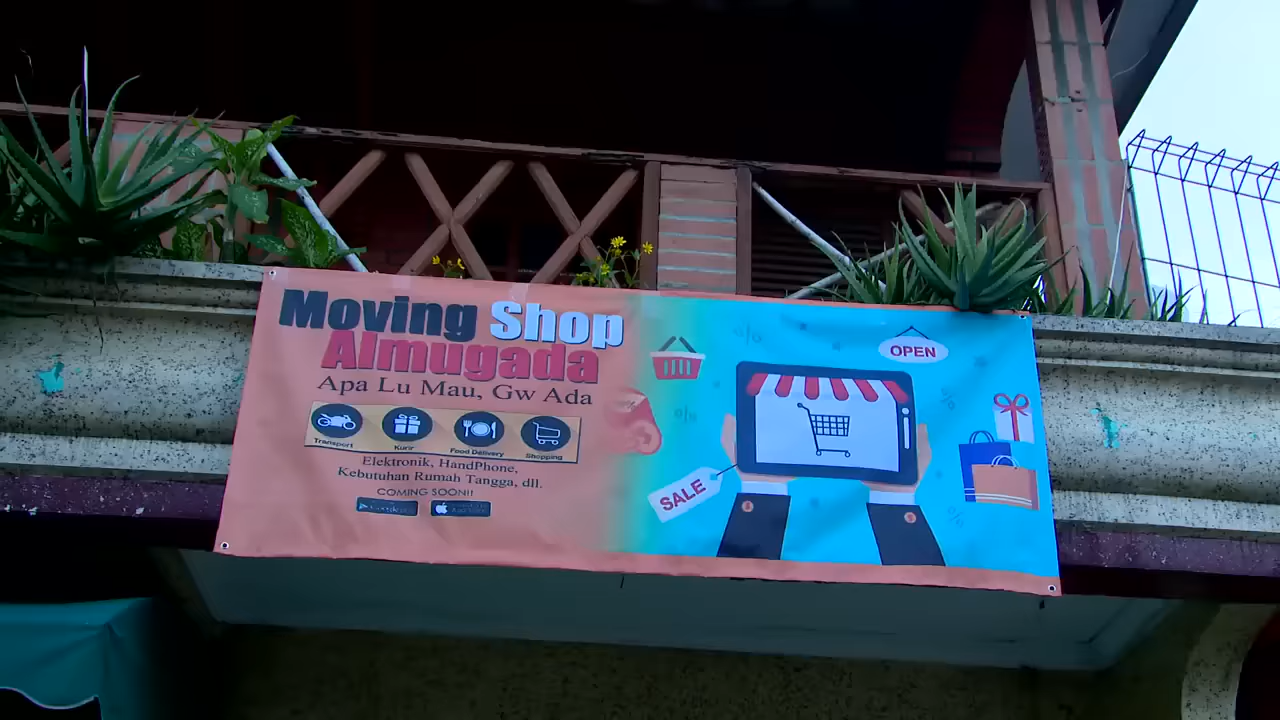 Moving Shop
Almugada
Apa Lu Mau, Gw Ada
Transport Kurir Food Delivery Shopping
Elektronik, HandPhone,
Kebutuhan Rumah Tangga, dll.
COMING SOON!!
OPEN
SALE